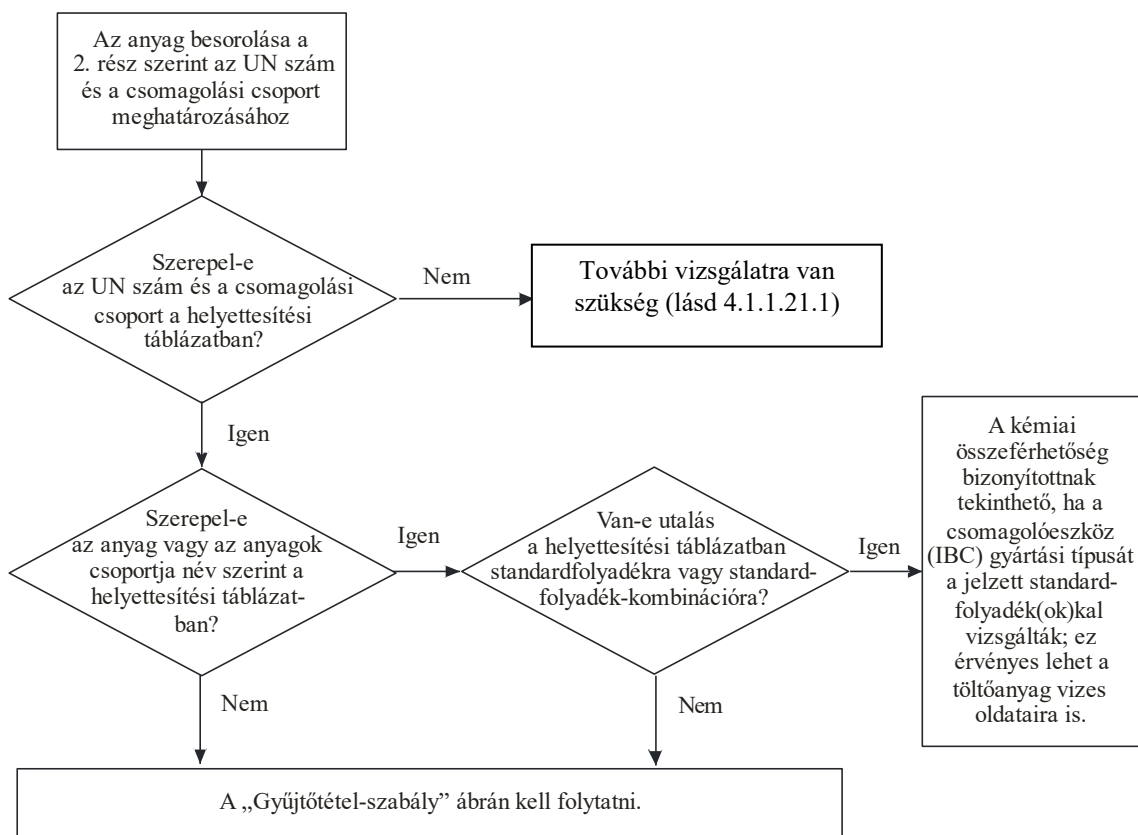 Az anyag besorolása a
2. rész szerint az UN szám
és a csomagolási csoport
meghatározásához
Szerepel-e
az UN szám és a csomagolási
csoport a helyettesítési
táblázatban?
Nem
További vizsgálatra van
szükség (lásd 4.1.1.21.1)
Igen
Szerepel-e
az anyag vagy az anyagok
csoportja név szerint a
helyettesítési táblázat-
ban?
Igen
Van-e utalás
a helyettesítési táblázatban
standardfolyadékra vagy standard-
folyadék-kombinációra?
Igen
A kémiai
összeférhetőség
bizonyítottnak
tekinthető, ha a
csomagolóeszköz
(IBC) gyártási típusát
a jelzett standard-
folyadék(ok)kal
vizsgálták; ez
érvényes lehet a
töltőanyag vizes
oldataira is.
Nem
Nem
A „Gyűjtőtétel-szabály” ábrán kell folytatni.